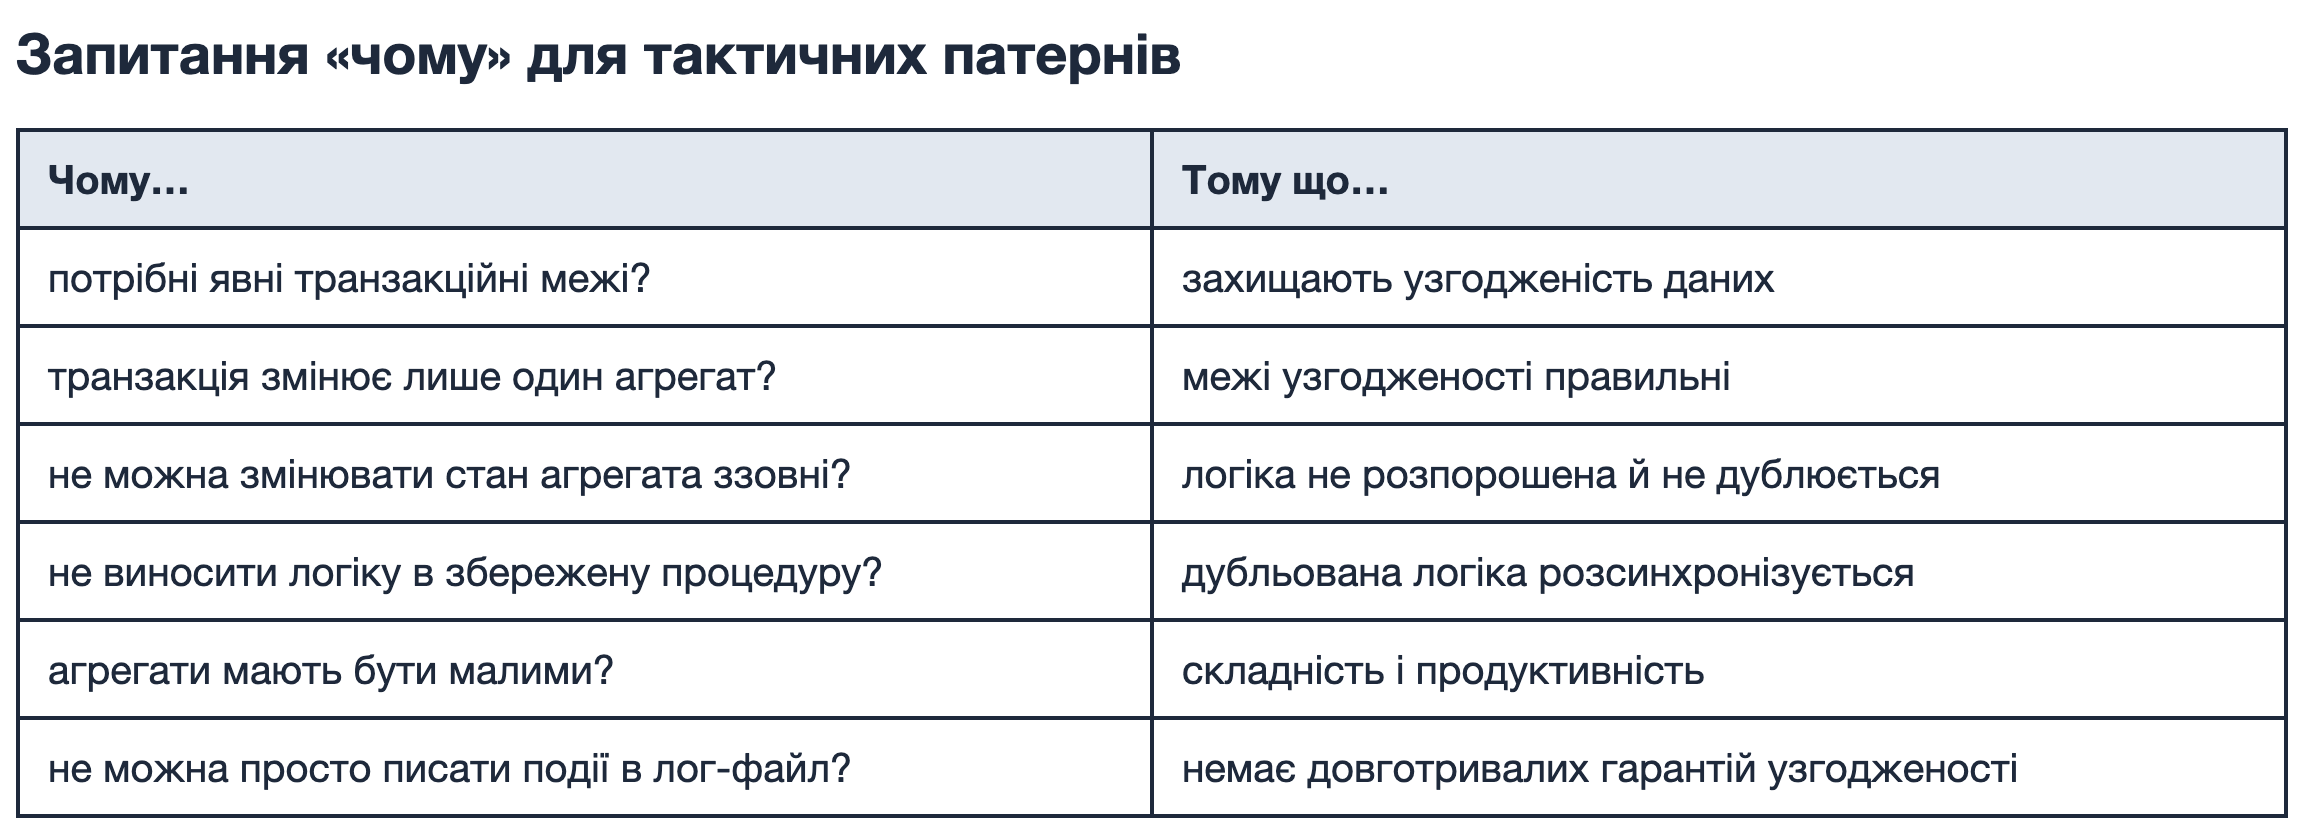 Запитання «чому» для тактичних патернів
Чому…
Тому що…
потрібні явні транзакційні межі?
захищають узгодженість даних
транзакція змінює лише один агрегат?
межі узгодженості правильні
не можна змінювати стан агрегата ззовні?
логіка не розпорошена й не дублюється
не виносити логіку в збережену процедуру?
дубльована логіка розсинхронізується
агрегати мають бути малими?
складність і продуктивність
не можна просто писати події в лог-файл?
немає довготривалих гарантій узгодженості